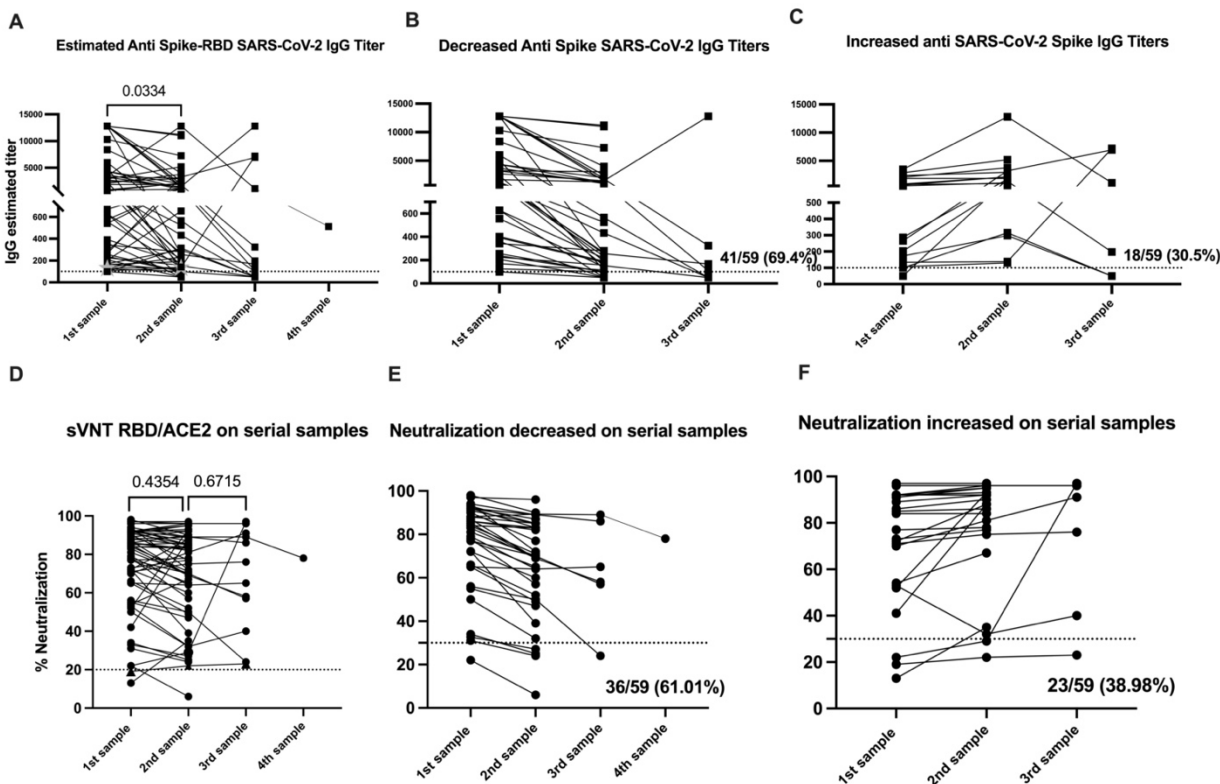 A
Estimated Anti Spike-RBD SARS-CoV-2 IgG Titer
0.0334
IgG estimated titer
15000
10000
5000
600
400
200
0
1st sample
2nd sample
3rd sample
4th sample
B
Decreased Anti Spike SARS-CoV-2 IgG Titers
15000
10000
5000
600
400
200
0
41/59 (69.4%)
1st sample
2nd sample
3rd sample
C
Increased anti SARS-CoV-2 Spike IgG Titers
15000
10000
5000
500
400
300
200
100
0
18/59 (30.5%)
1st sample
2nd sample
3rd sample
D
sVNT RBD/ACE2 on serial samples
0.4354
0.6715
% Neutralization
100
80
60
40
20
0
1st sample
2nd sample
3rd sample
4th sample
E
Neutralization decreased on serial samples
100
80
60
40
20
0
36/59 (61.01%)
1st sample
2nd sample
3rd sample
4th sample
F
Neutralization increased on serial samples
100
80
60
40
20
0
23/59 (38.98%)
1st sample
2nd sample
3rd sample